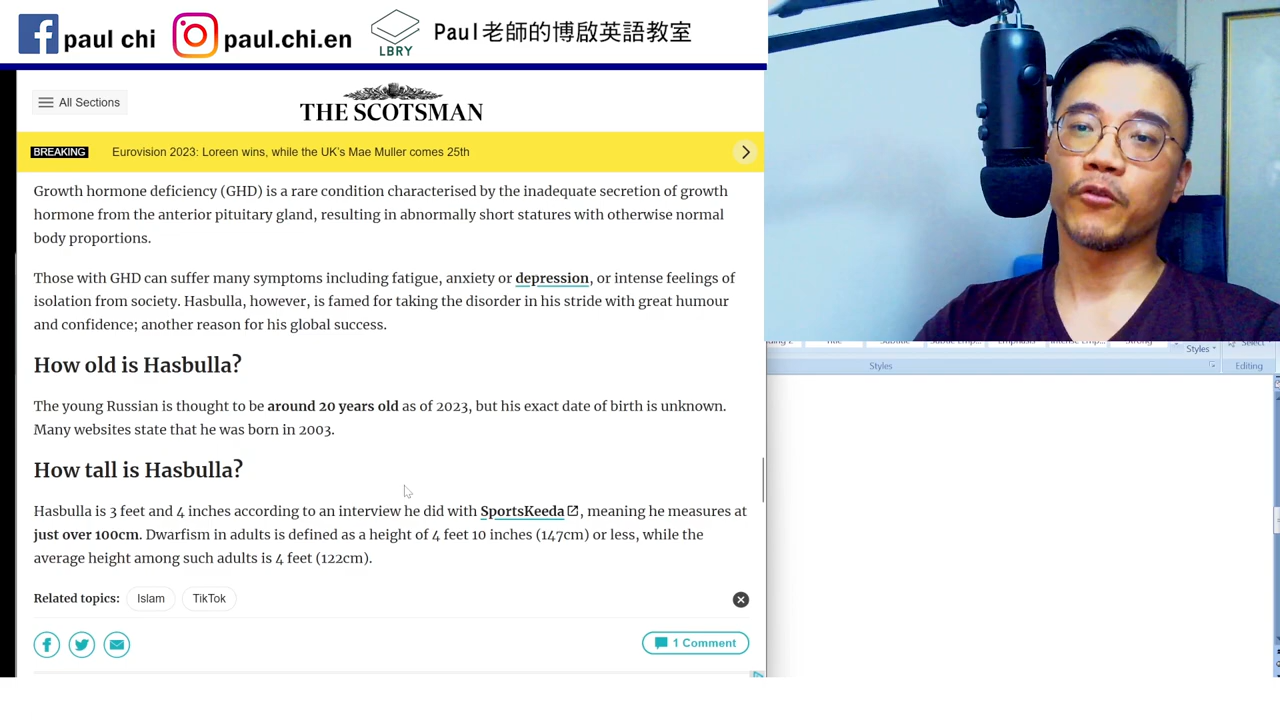 paul chi
paul.chi.en
LBRY
Paul老師的博啟英語教室
All Sections
THE SCOTSMAN
BREAKING
Eurovision 2023: Loreen wins, while the UK's Mae Muller comes 25th
Growth hormone deficiency (GHD) is a rare condition characterised by the inadequate secretion of growth
hormone from the anterior pituitary gland, resulting in abnormally short statures with otherwise normal
body proportions.
Those with GHD can suffer many symptoms including fatigue, anxiety or depression, or intense feelings of
isolation from society. Hasbulla, however, is famed for taking the disorder in his stride with great humour
and confidence; another reason for his global success.
How old is Hasbulla?
The young Russian is thought to be around 20 years old as of 2023, but his exact date of birth is unknown.
Many websites state that he was born in 2003.
How tall is Hasbulla?
Hasbulla is 3 feet and 4 inches according to an interview he did with SportsKeeda, meaning he measures at
just over 100cm. Dwarfism in adults is defined as a height of 4 feet 10 inches (147cm) or less, while the
average height among such adults is 4 feet (122cm).
Related topics: Islam TikTok
1 Comment
Styles
Styles
Editing